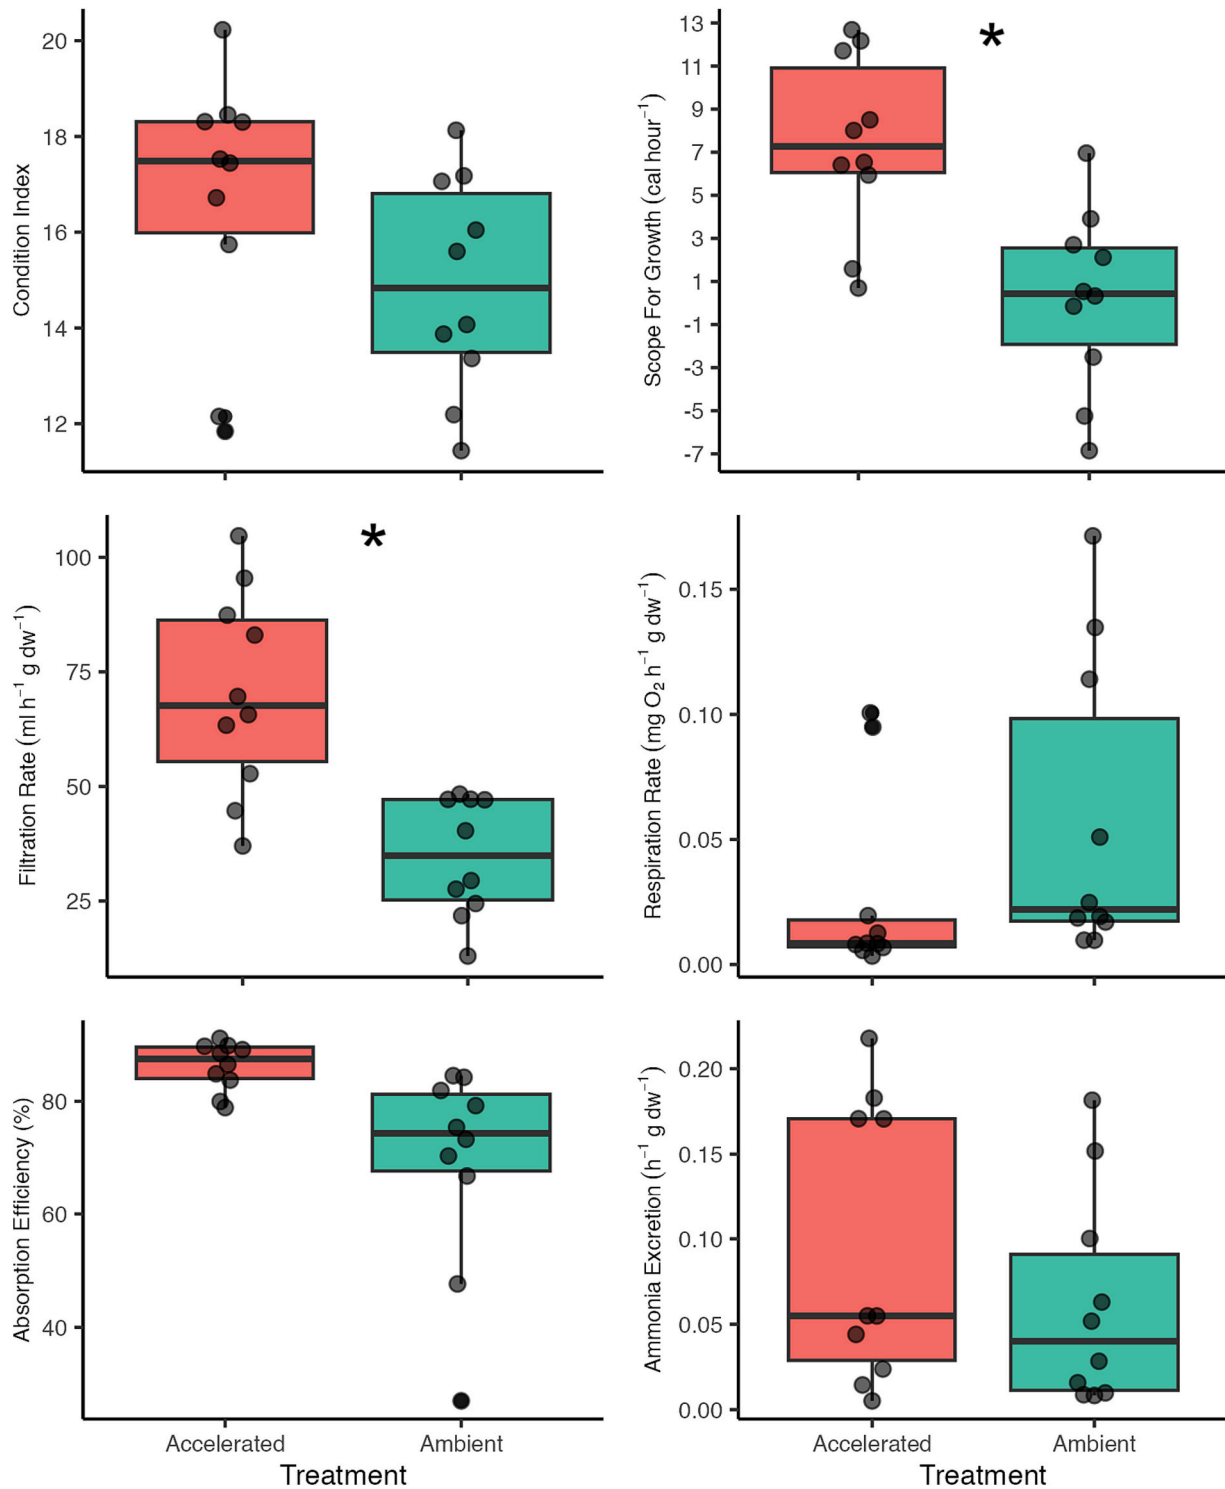 Condition Index
20
18
16
14
12
Scope For Growth (cal hour⁻¹)
13
11
9
7
5
3
1
-1
-3
-5
-7
*
Filtration Rate (ml h⁻¹ g dw⁻¹)
100
75
50
25
*
Respiration Rate (mg O₂ h⁻¹ g dw⁻¹)
0.15
0.10
0.05
0.00
Absorption Efficiency (%)
80
60
40
Accelerated
Ambient
Treatment
Ammonia Excretion (h⁻¹ g dw⁻¹)
0.20
0.15
0.10
0.05
0.00
Accelerated
Ambient
Treatment